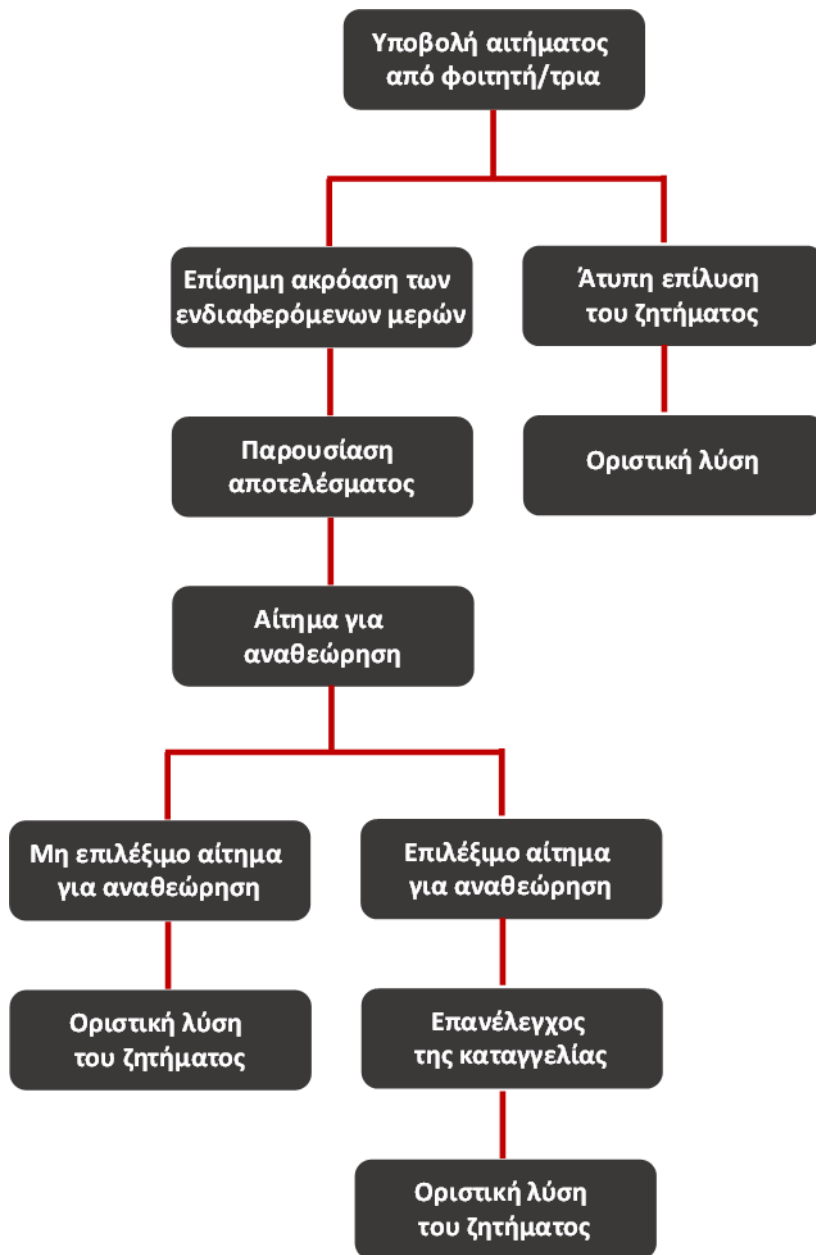 Υποβολή αιτήματος
από φοιτητή/τρια
Επίσημη ακρόαση των
ενδιαφερόμενων μερών
Άτυπη επίλυση
του ζητήματος
Παρουσίαση
αποτελέσματος
Οριστική λύση
Αίτημα για
αναθεώρηση
Μη επιλέξιμο αίτημα
για αναθεώρηση
Επιλέξιμο αίτημα
για αναθεώρηση
Οριστική λύση
του ζητήματος
Επανέλεγχος
της καταγγελίας
Οριστική λύση
του ζητήματος